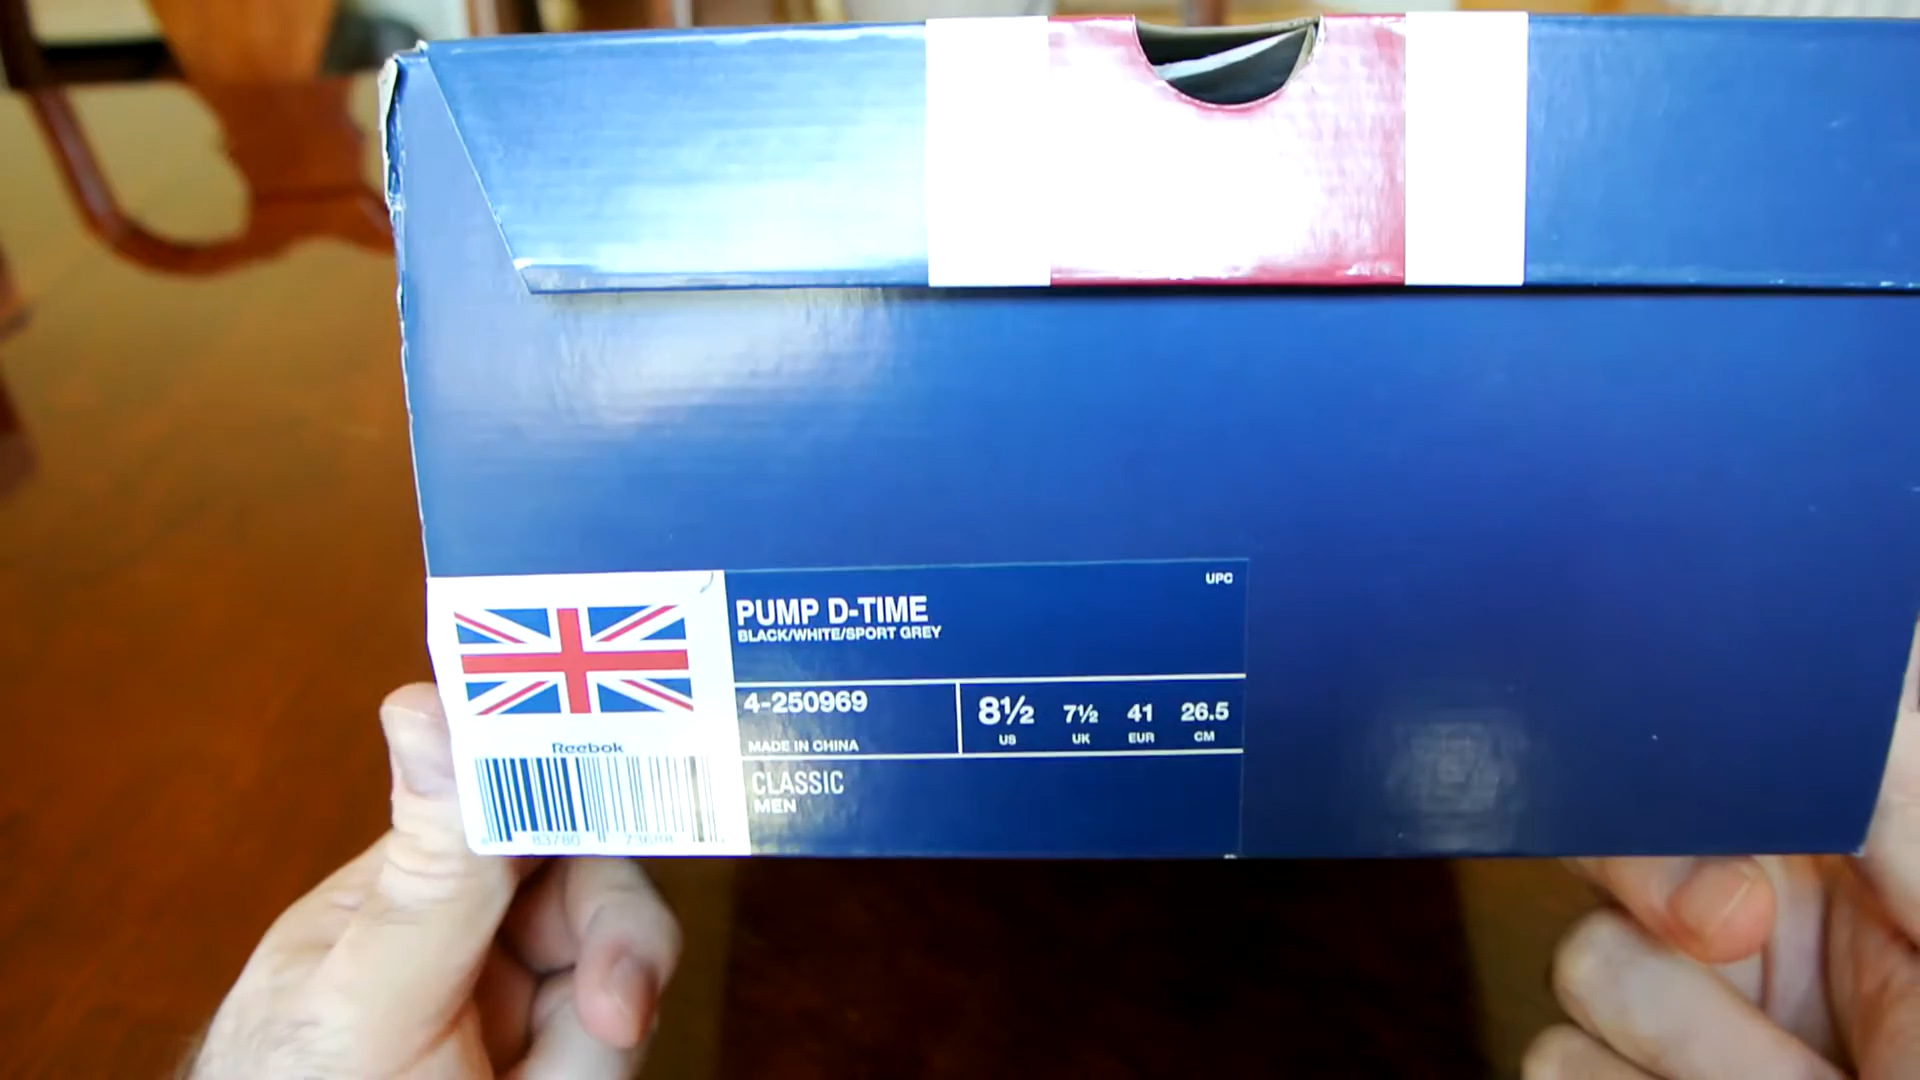 UPC
PUMP D-TIME
BLACK/WHITE/SPORT GREY
4-250969
MADE IN CHINA
8½ 7½ 41 26.5
US UK EUR CM
CLASSIC
MEN
Reebok
83780